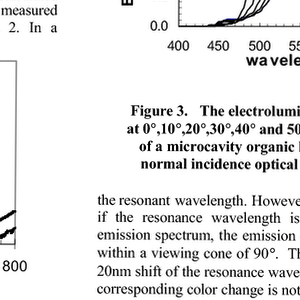 measured
2. In a
800
0.0
400 450 500 55
wavele
Figure 3. The electrolumi
at 0°,10°,20°,30°,40° and 50
of a microcavity organic l
normal incidence optical
the resonant wavelength. Howeve
if the resonance wavelength is
emission spectrum, the emission
within a viewing cone of 90°. Th
20nm shift of the resonance wave
corresponding color change is not